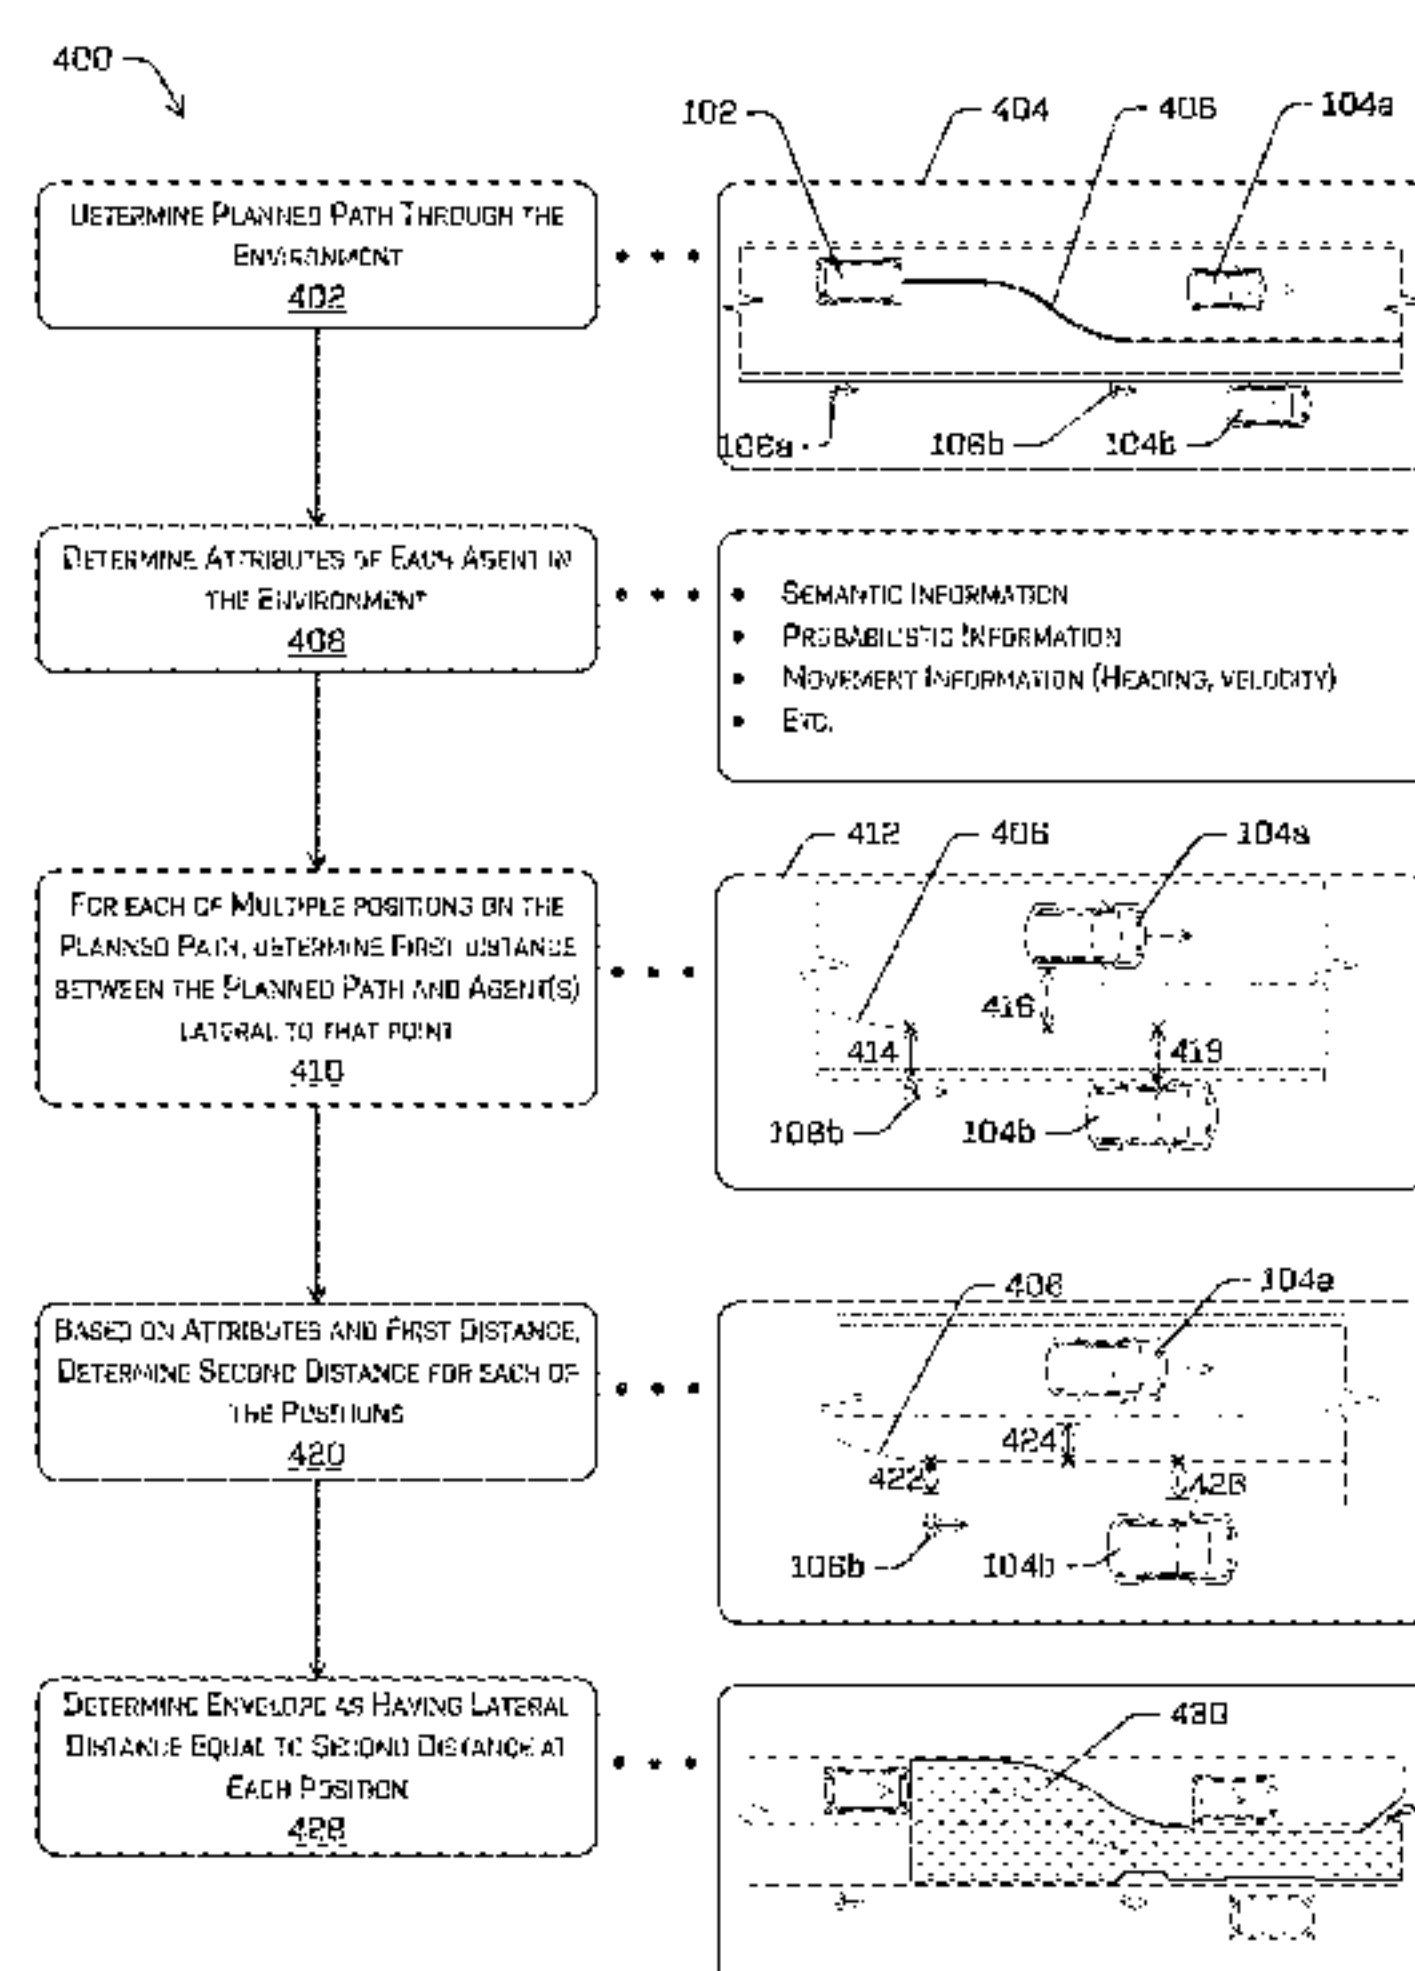 400
102
404
406
104a
DETERMINE PLANNED PATH THROUGH THE
ENVIRONMENT
402
106a
106b
104b
DETERMINE ATTRIBUTES OF EACH AGENT IN
THE ENVIRONMENT
408
• SEMANTIC INFORMATION
• PROBABILISTIC INFORMATION
• MOVEMENT INFORMATION (HEADING, VELOCITY)
• ETC.
412
406
104a
FOR EACH OF MULTIPLE POSITIONS ON THE
PLANNED PATH, DETERMINE FIRST DISTANCE
BETWEEN THE PLANNED PATH AND AGENT(S)
LATERAL TO THAT POINT
410
416
414
418
106b
104b
406
104a
BASED ON ATTRIBUTES AND FIRST DISTANCE,
DETERMINE SECOND DISTANCE FOR EACH OF
THE POSITIONS
420
424
422
426
106b
104b
DETERMINE ENVELOPE AS HAVING LATERAL
DISTANCE EQUAL TO SECOND DISTANCE AT
EACH POSITION
428
430